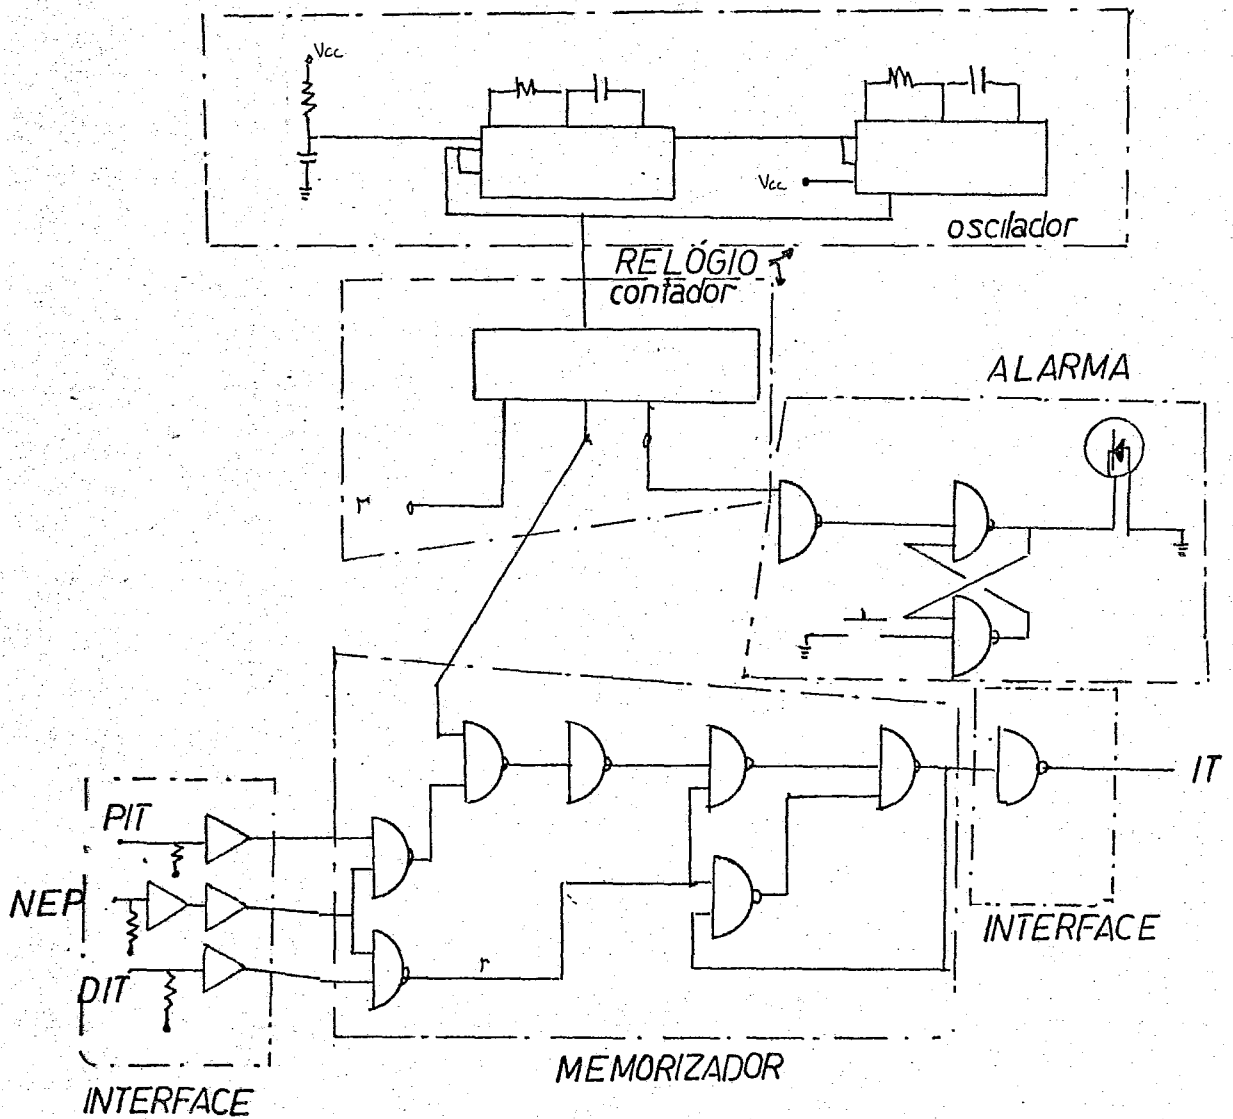 Vcc
Vcc
oscilador
RELÓGIO
contador
ALARMA
r
PIT
NEP
DIT
r
IT
INTERFACE
MEMORIZADOR
INTERFACE